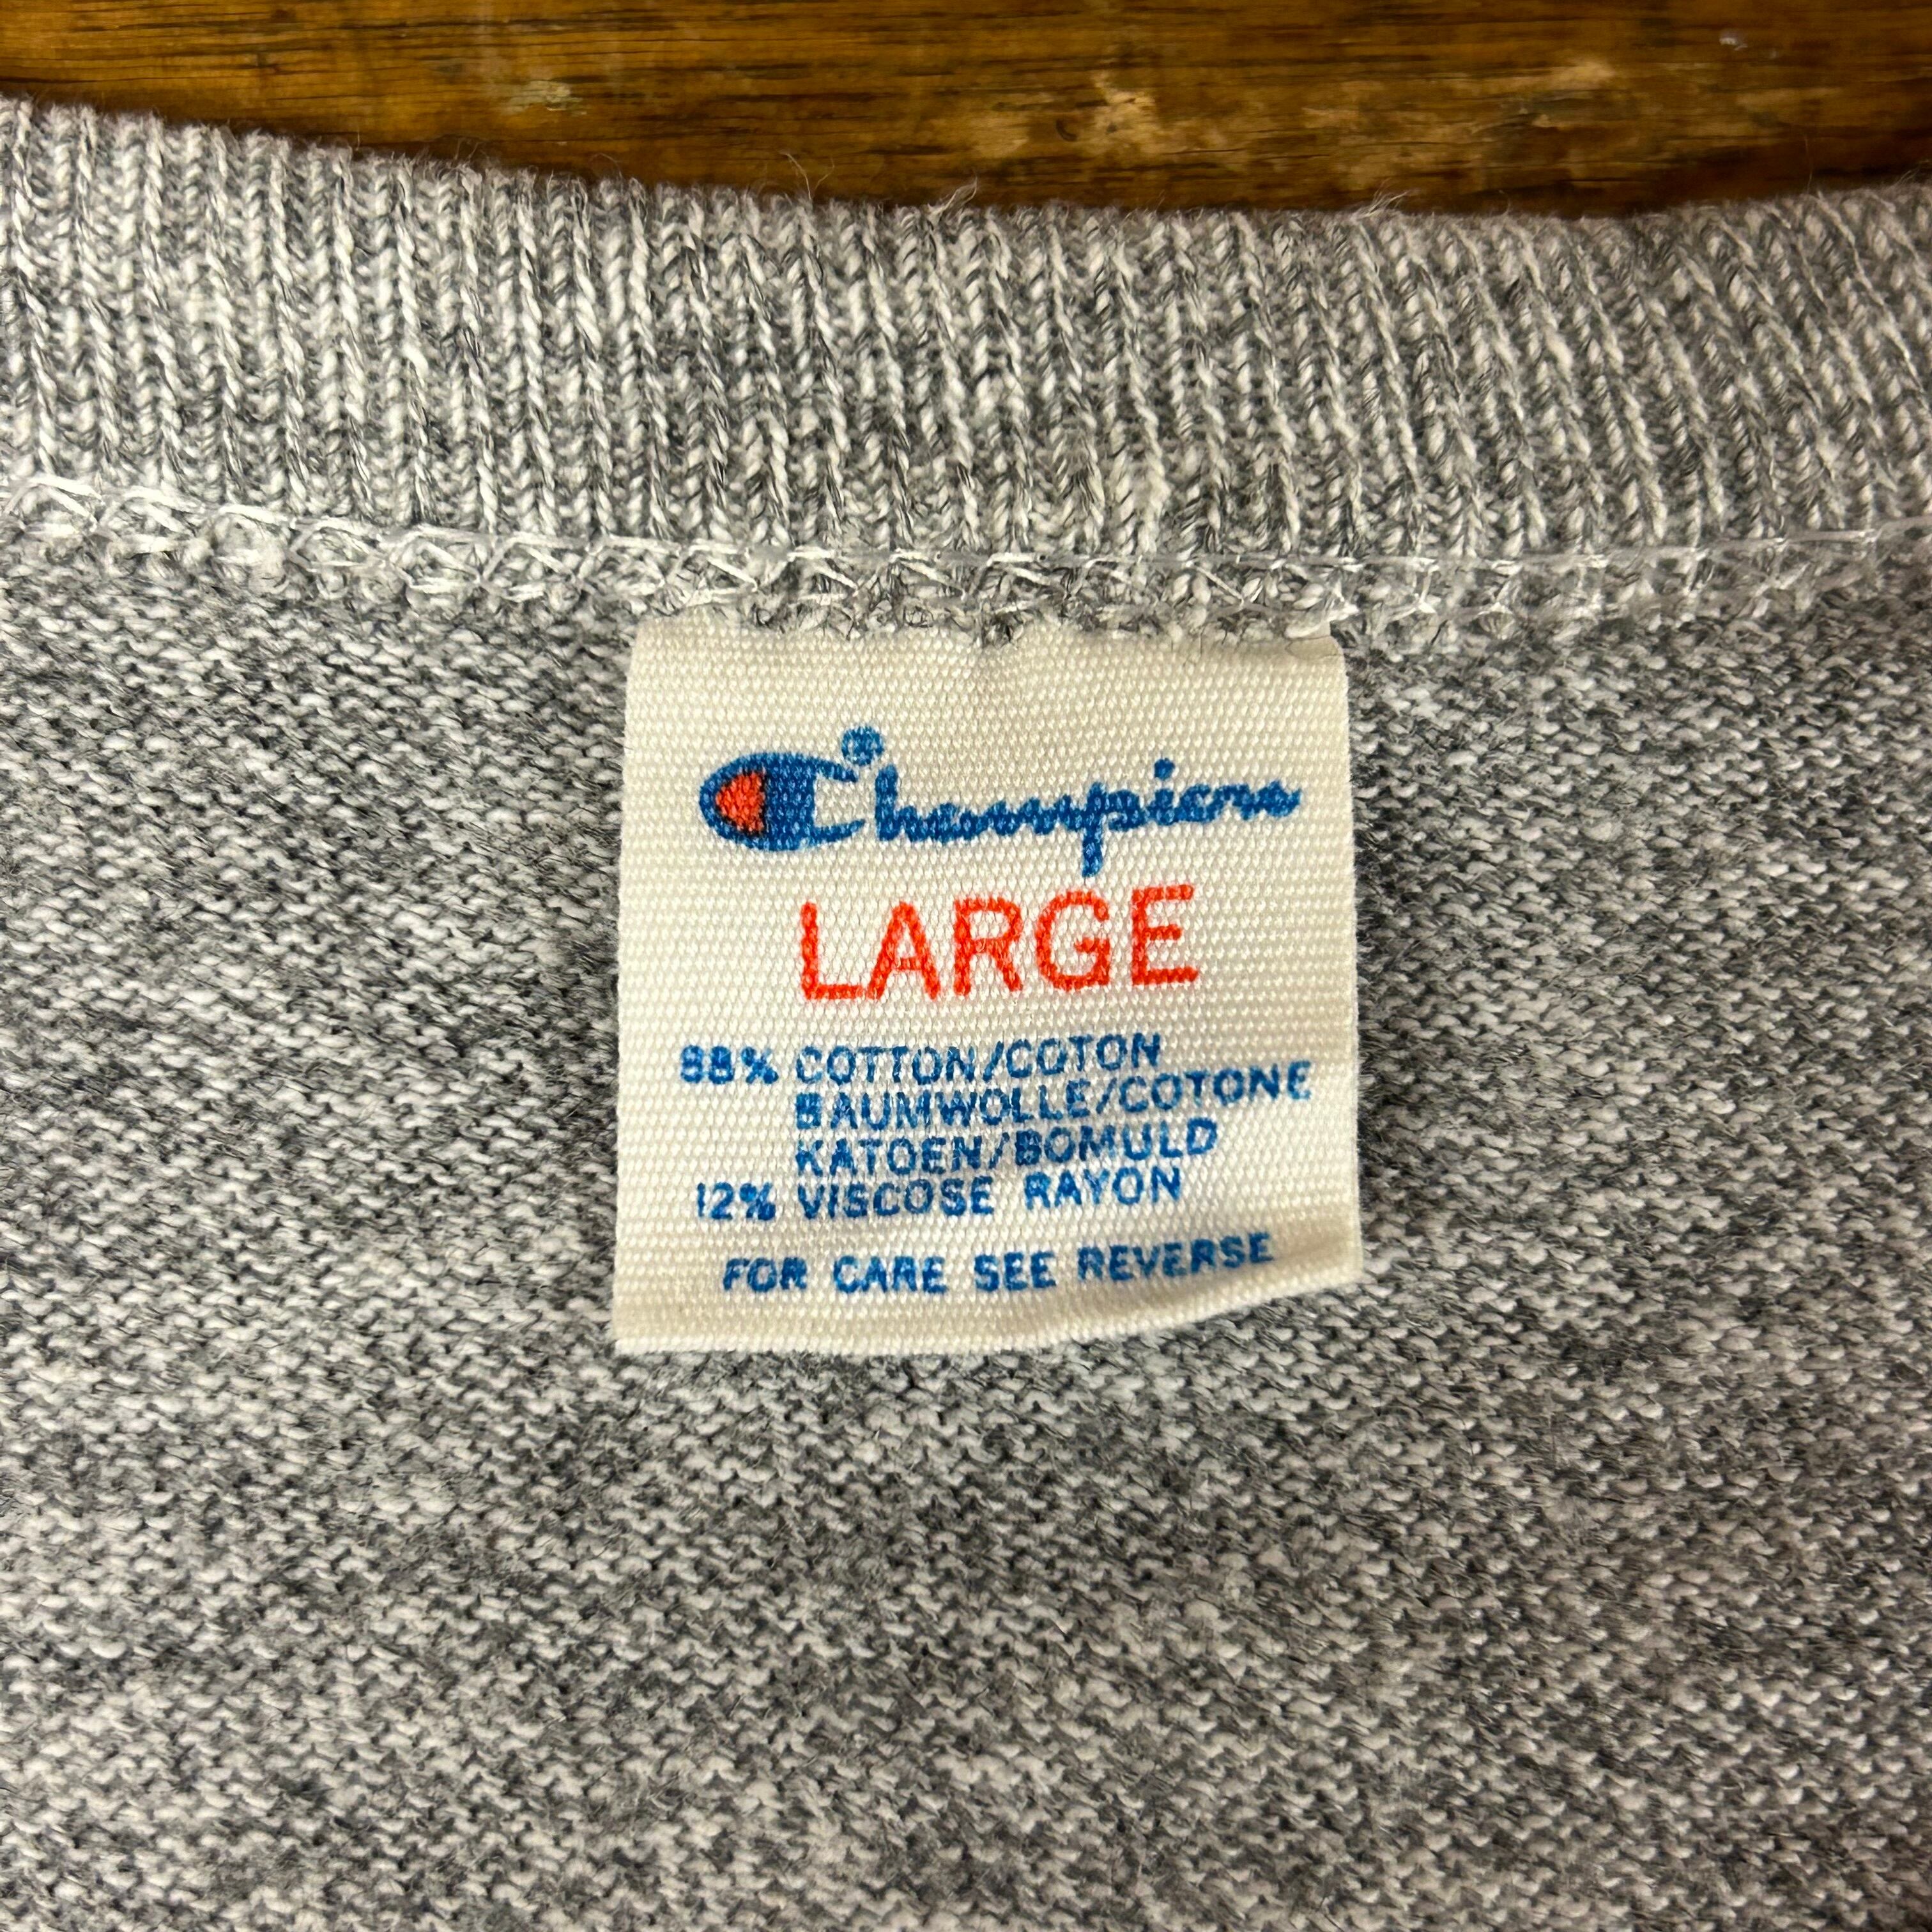 Champion®
LARGE
88% COTTON/COTON
BAUMWOLLE/COTONE
KATOEN/BOMULD
12% VISCOSE RAYON
FOR CARE SEE REVERSE